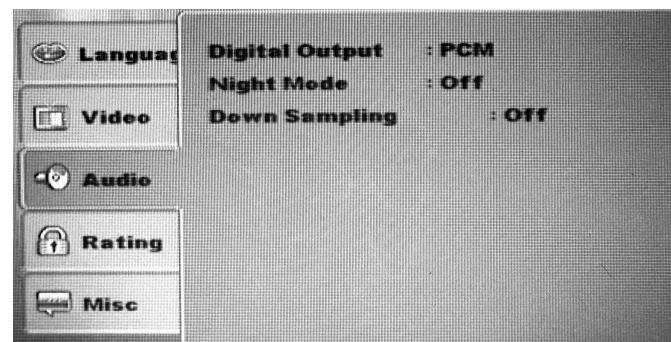 Languag
Video
Audio
Rating
Misc
Digital Output : PCM
Night Mode : Off
Down Sampling : Off